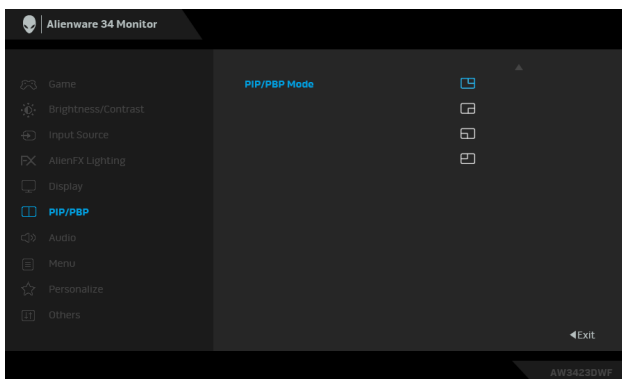 Alienware 34 Monitor
Game
PIP/PBP Mode
Brightness/Contrast
Input Source
AlienFX Lighting
Display
PIP/PBP
Audio
Menu
Personalize
Others
Exit
AW3423DWF